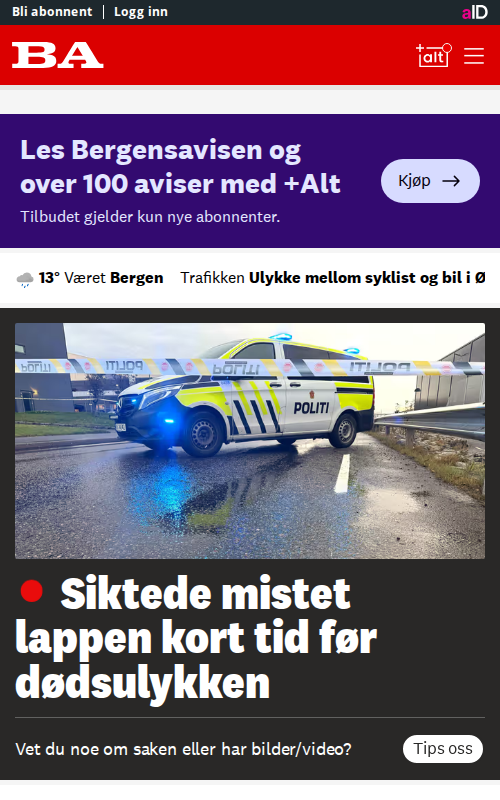 Bli abonnent | Logg inn
aID
BA
+alt
Les Bergensavisen og
over 100 aviser med +Alt
Tilbudet gjelder kun nye abonnenter.
Kjøp →
13° Været Bergen Trafikken Ulykke mellom syklist og bil i Ø
POLITI POLITI POLITI POLITI
POLITI
Siktede mistet
lappen kort tid før
dødsulykken
Vet du noe om saken eller har bilder/video?
Tips oss